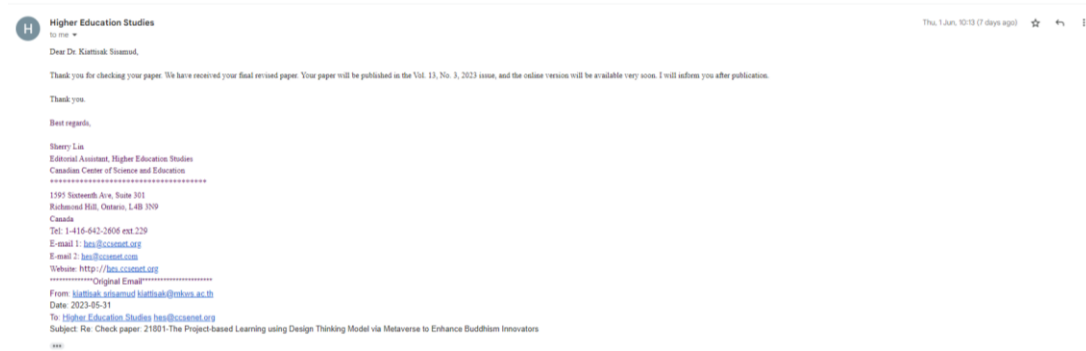 H
Higher Education Studies
Thu, 1 Jun, 10:13 (7 days ago)
to me
Dear Dr. Kiattisak Srisamud,
Thank you for checking your paper. We have received your final revised paper. Your paper will be published in the Vol. 13, No. 3, 2023 issue, and the online version will be available very soon. I will inform you after publication.
Thank you.
Best regards,
Sherry Lin
Editorial Assistant, Higher Education Studies
Canadian Center of Science and Education
**************************************
1595 Sixteenth Ave, Suite 301
Richmond Hill, Ontario, L4B 3N9
Canada
Tel: 1-416-642-2606 ext.229
E-mail 1: hes@ccsenet.org
E-mail 2: hes@ccsenet.com
Website: http://hes.ccsenet.org
**************Original Email***********************
From: kiattisak srisamud kiattisak@mkws.ac.th
Date: 2023-05-31
To: Higher Education Studies hes@ccsenet.org
Subject: Re: Check paper: 21801-The Project-based Learning using Design Thinking Model via Metaverse to Enhance Buddhism Innovators